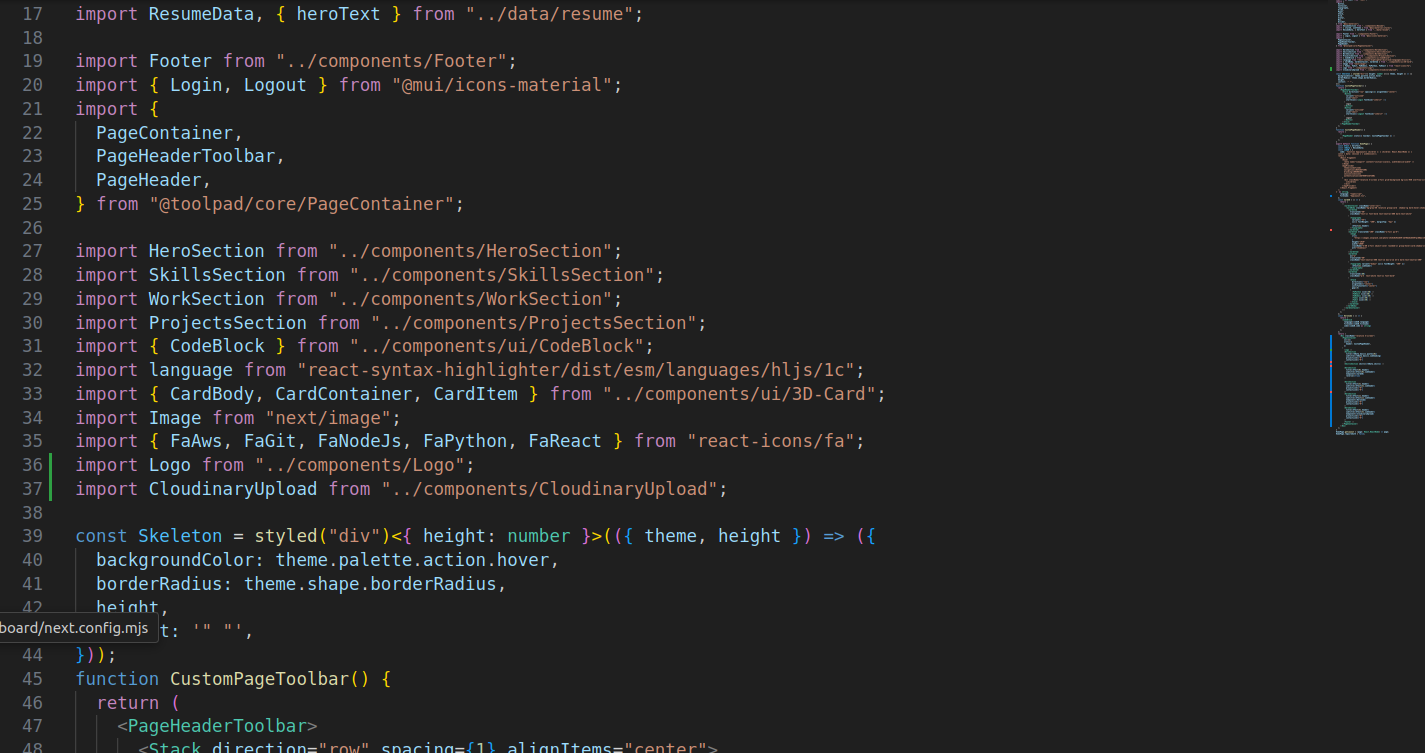 17 import ResumeData, { heroText } from "../data/resume";
18
19 import Footer from "../components/Footer";
20 import { Login, Logout } from "@mui/icons-material";
21 import {
22 PageContainer,
23 PageHeaderToolbar,
24 PageHeader,
25 } from "@toolpad/core/PageContainer";
26
27 import HeroSection from "../components/HeroSection";
28 import SkillsSection from "../components/SkillsSection";
29 import WorkSection from "../components/WorkSection";
30 import ProjectsSection from "../components/ProjectsSection";
31 import { CodeBlock } from "../components/ui/CodeBlock";
32 import language from "react-syntax-highlighter/dist/esm/languages/hljs/1c";
33 import { CardBody, CardContainer, CardItem } from "../components/ui/3D-Card";
34 import Image from "next/image";
35 import { FaAws, FaGit, FaNodeJs, FaPython, FaReact } from "react-icons/fa";
36 import Logo from "../components/Logo";
37 import CloudinaryUpload from "../components/CloudinaryUpload";
38
39 const Skeleton = styled("div")<{ height: number }>(({ theme, height }) => ({
40 backgroundColor: theme.palette.action.hover,
41 borderRadius: theme.shape.borderRadius,
42 height,
board/next.config.mjs t: '" "',
44 }));
45 function CustomPageToolbar() {
46 return (
47 <PageHeaderToolbar>
48 <Stack direction="row" spacing={1} alignItems="center">